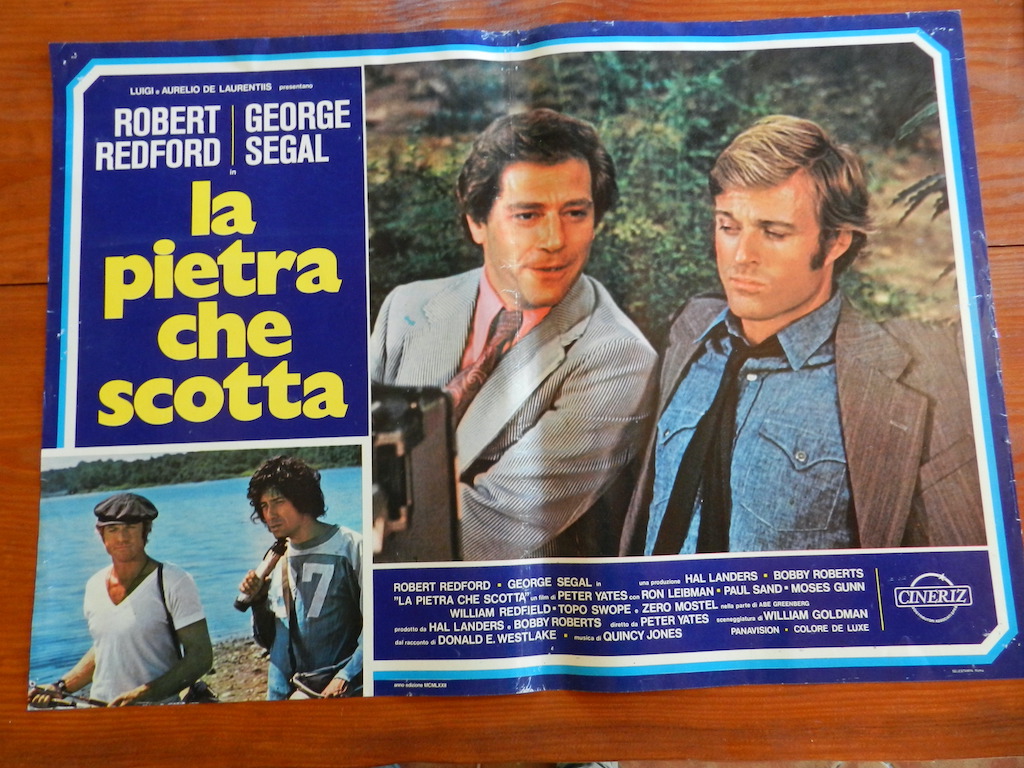 LUIGI e AURELIO DE LAURENTIIS presentano
ROBERT REDFORD
GEORGE SEGAL
in
la
pietra
che
scotta
7
ROBERT REDFORD • GEORGE SEGAL in una produzione HAL LANDERS • BOBBY ROBERTS
"LA PIETRA CHE SCOTTA" un film di PETER YATES con RON LEIBMAN • PAUL SAND • MOSES GUNN
WILLIAM REDFIELD • TOPO SWOPE e ZERO MOSTEL nella parte di ABE GREENBERG
prodotto da HAL LANDERS e BOBBY ROBERTS diretto da PETER YATES sceneggiatura di WILLIAM GOLDMAN
dal racconto di DONALD E. WESTLAKE • musica di QUINCY JONES PANAVISION • COLORE DE LUXE
CINERIZ
anno edizione MCMLXXII